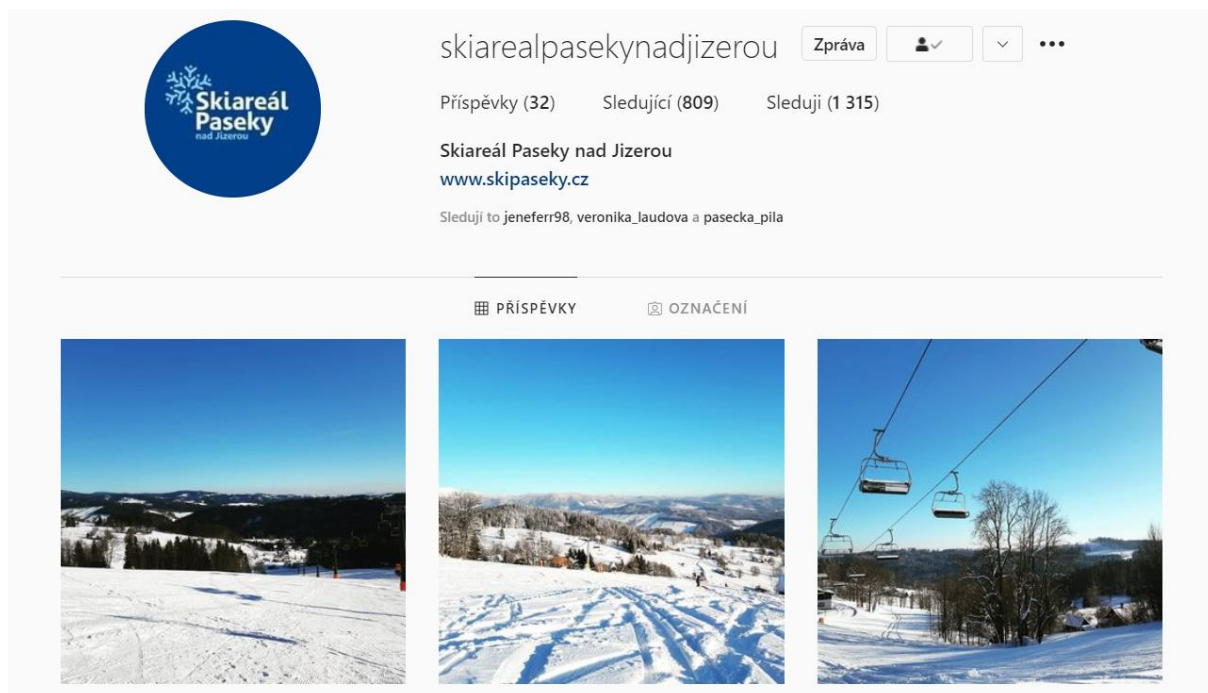 Skiareál
Paseky
nad Jizerou
skiarealpasekynadjizerou Zpráva
Příspěvky (32) Sledující (809) Sleduji (1 315)
Skiareál Paseky nad Jizerou
www.skipaseky.cz
Sledují to jeneferr98, veronika_laudova a pasecka_pila
PŘÍSPĚVKY OZNAČENÍ